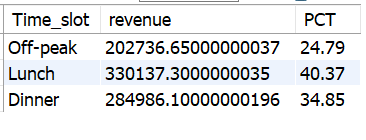 Time_slot revenue PCT
Off-peak 202736.65000000037 24.79
Lunch 330137.3000000035 40.37
Dinner 284986.10000000196 34.85